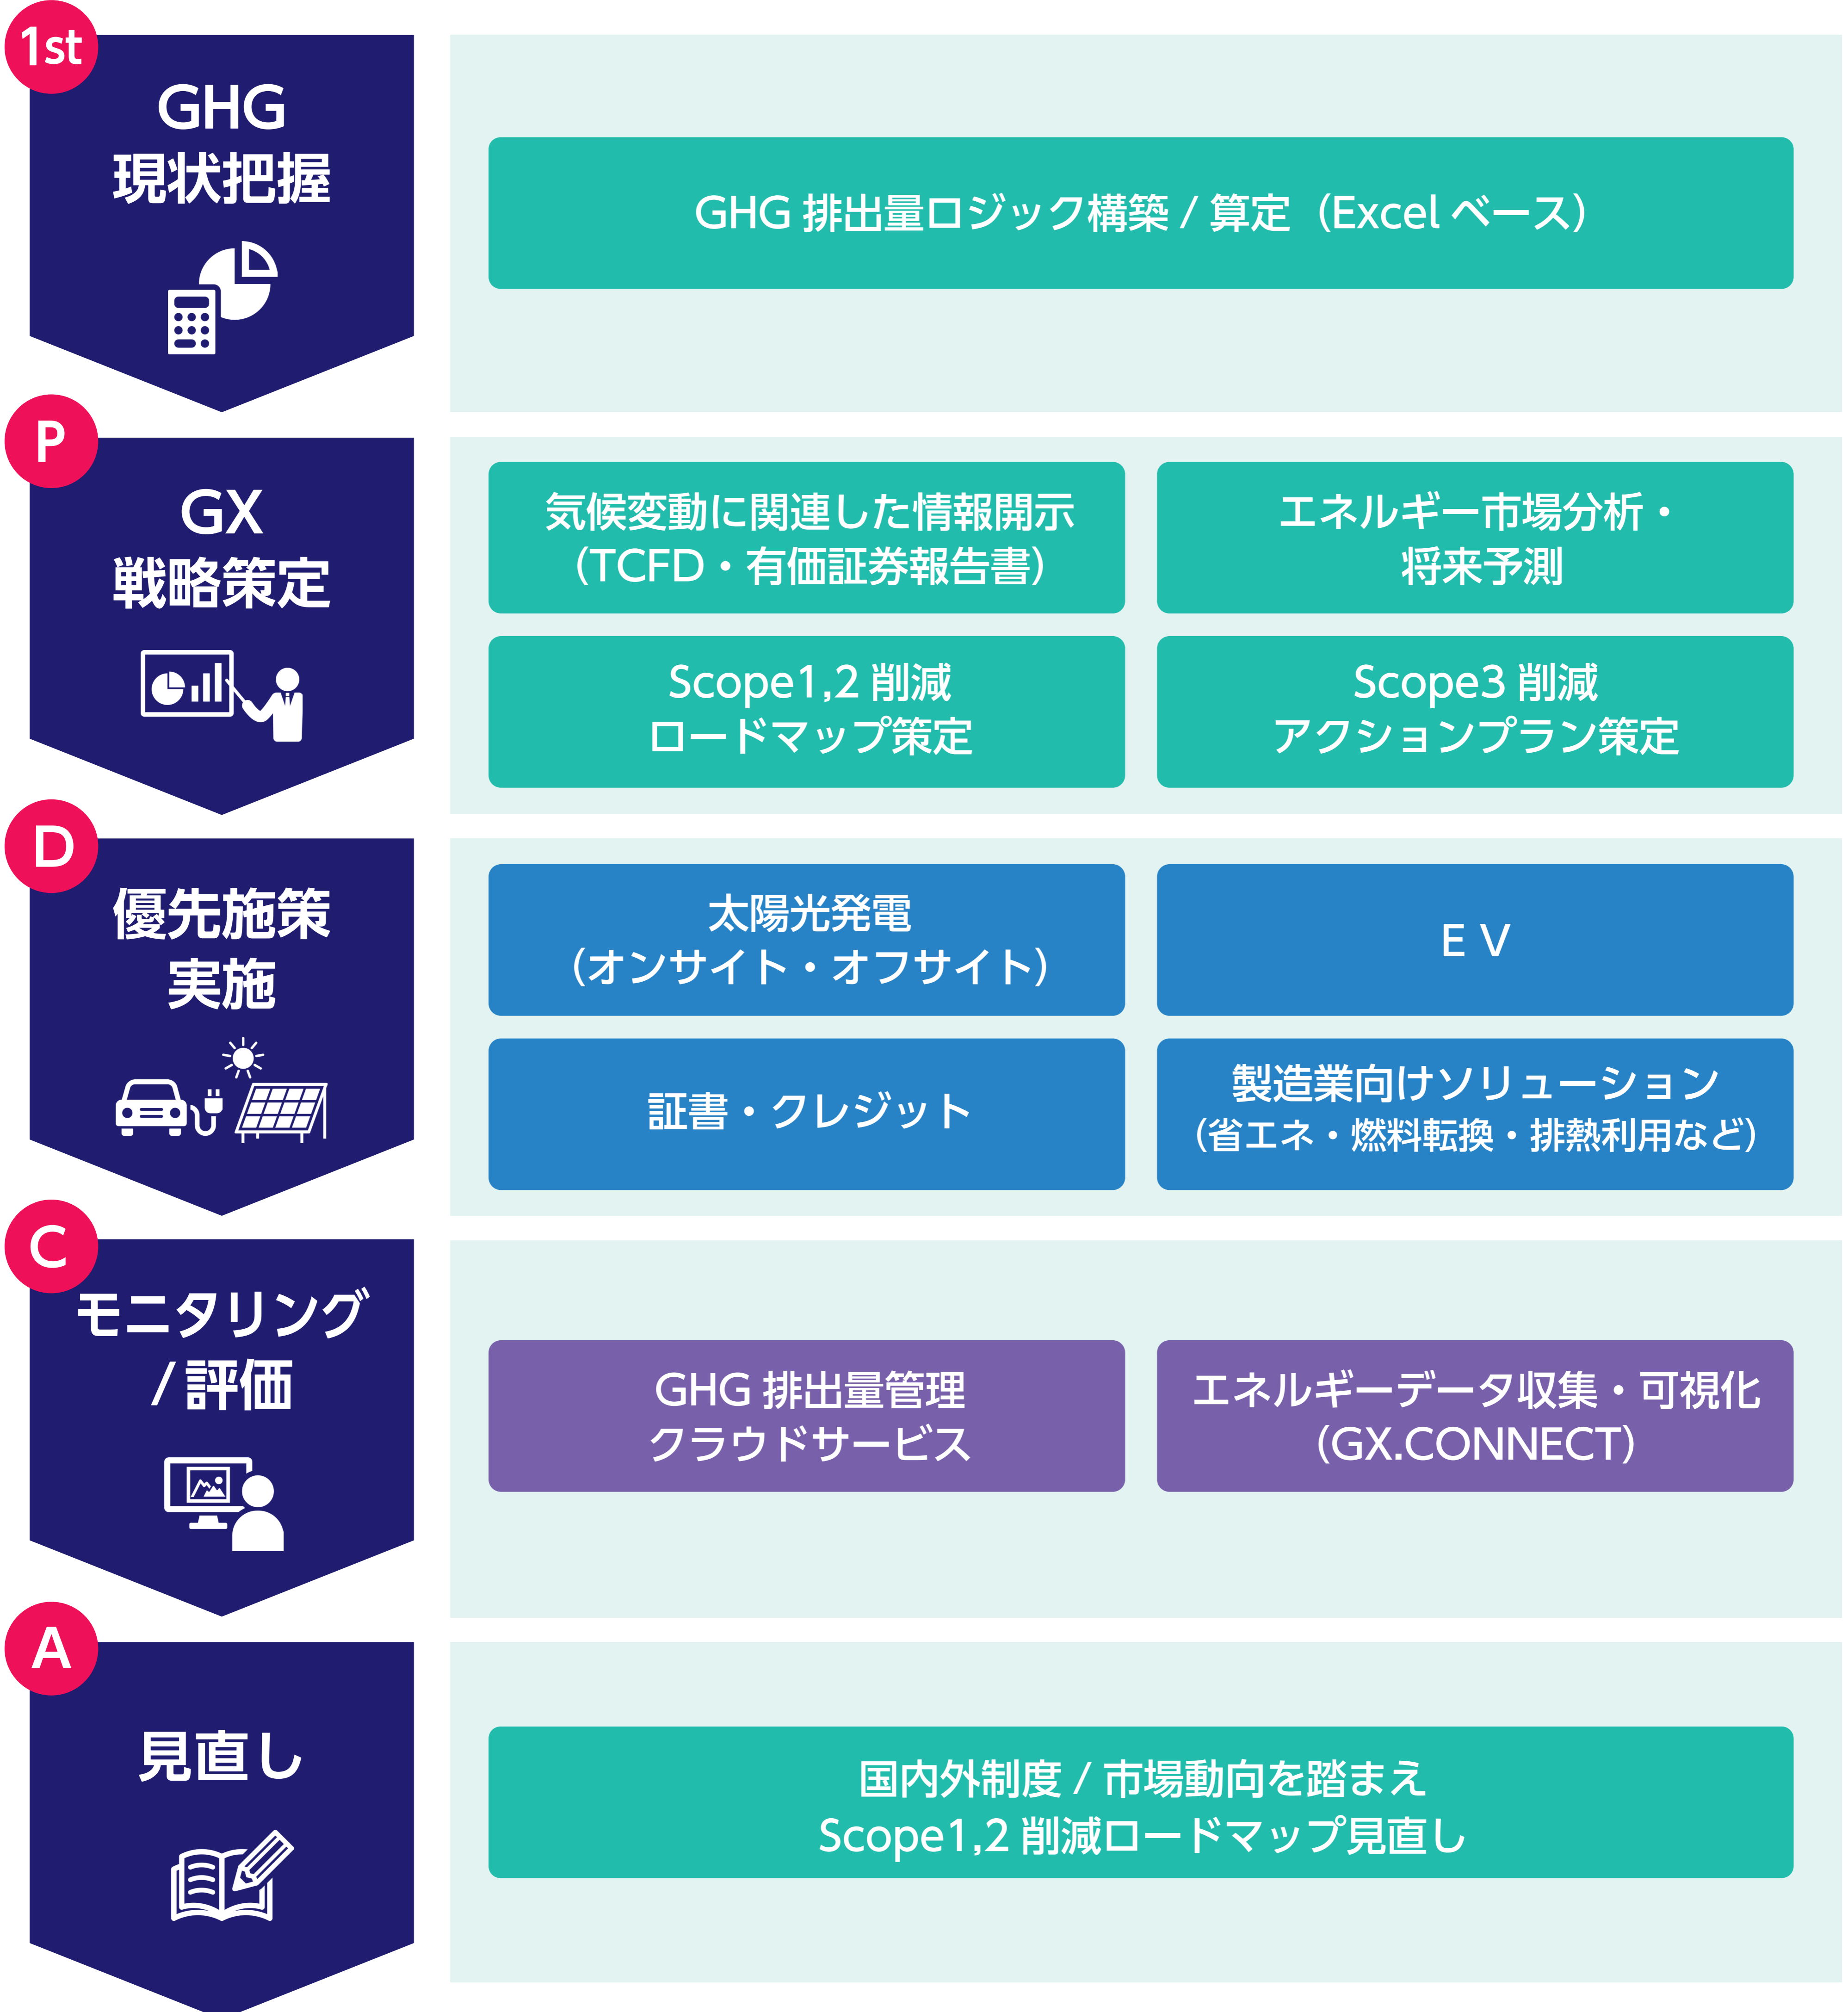 1st
GHG
現状把握
GHG 排出量ロジック構築 / 算定（Excel ベース）
P
GX
戦略策定
気候変動に関連した情報開示
（TCFD・有価証券報告書）
エネルギー市場分析・
将来予測
Scope1,2 削減
ロードマップ策定
Scope3 削減
アクションプラン策定
D
優先施策
実施
太陽光発電
（オンサイト・オフサイト）
E V
証書・クレジット
製造業向けソリューション
（省エネ・燃料転換・排熱利用など）
C
モニタリング
/ 評価
GHG 排出量管理
クラウドサービス
エネルギーデータ収集・可視化
（GX.CONNECT）
A
見直し
国内外制度 / 市場動向を踏まえ
Scope1,2 削減ロードマップ見直し